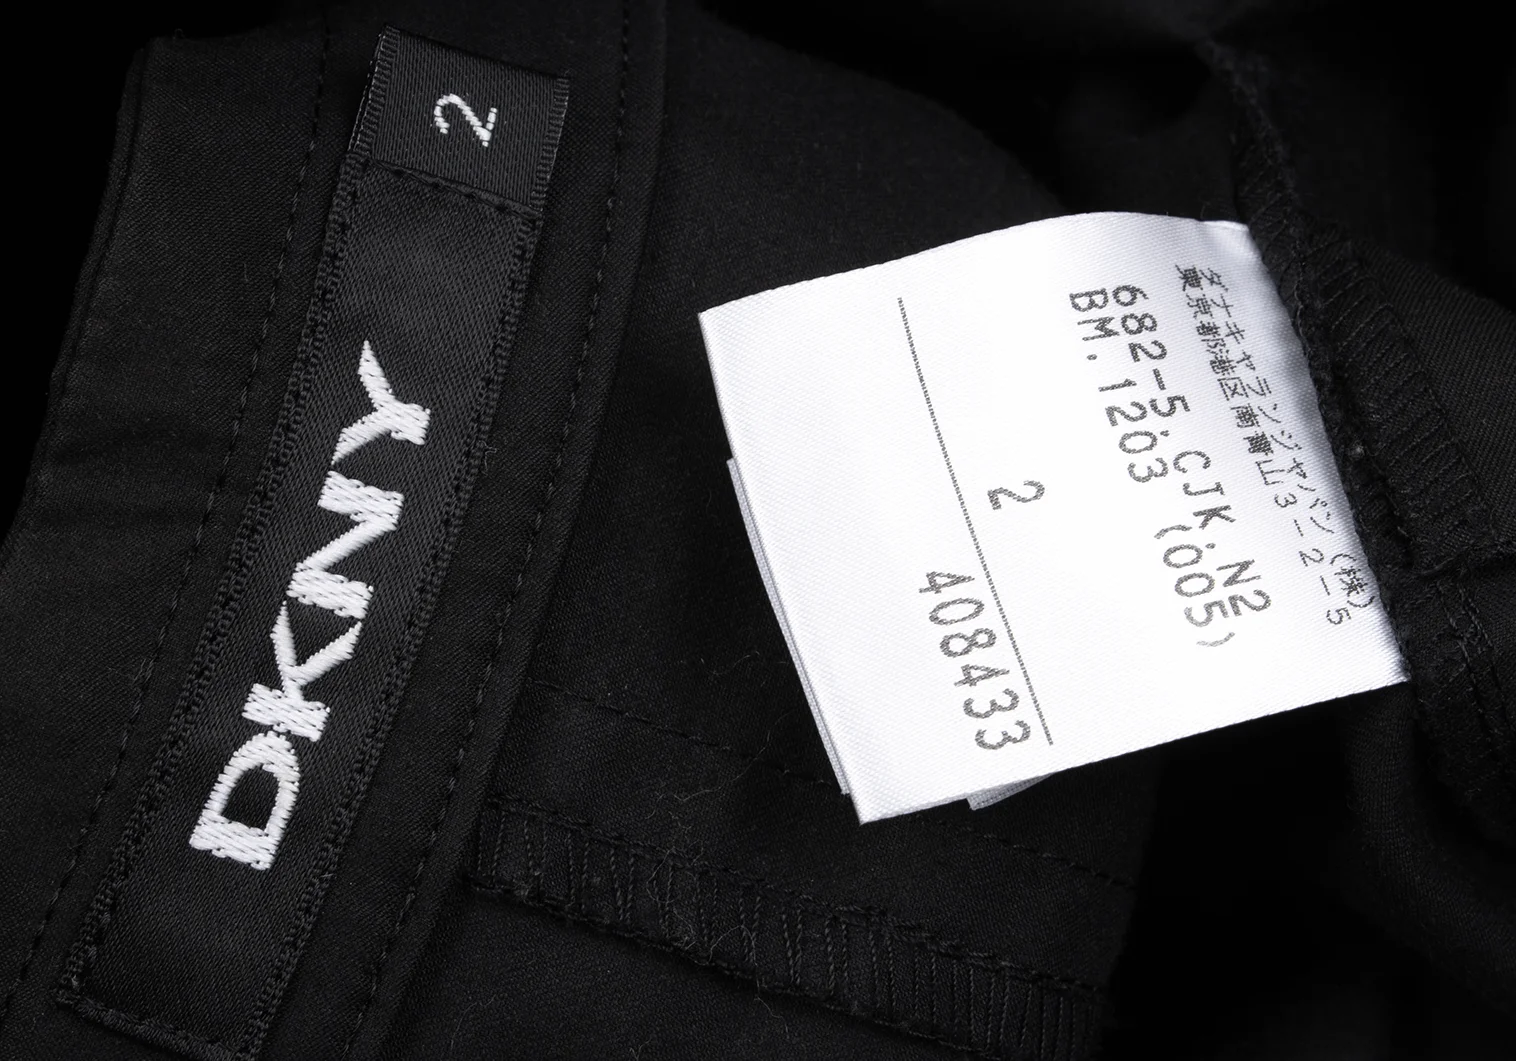 2
DKNY
ダナキャランジャパン(株)
東京都港区南青山3-2-5
682-5.CJK.N2
BM.1203 (005)
2
408433